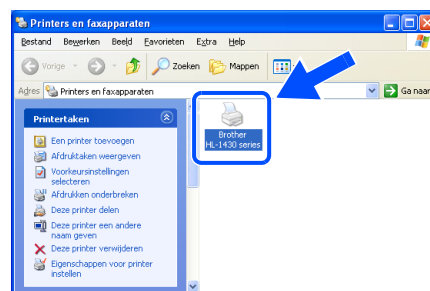 Printers en faxapparaten
Bestand Bewerken Beeld Favorieten Extra Help
Vorige Zoeken Mappen
Adres Printers en faxapparaten Ga naar
Printertaken
Een printer toevoegen
Afdruktaken weergeven
Voorkeursinstellingen
selecteren
Afdrukken onderbreken
Deze printer delen
Deze printer een andere
naam geven
Deze printer verwijderen
Eigenschappen voor printer
instellen
Brother
HL-1430 series